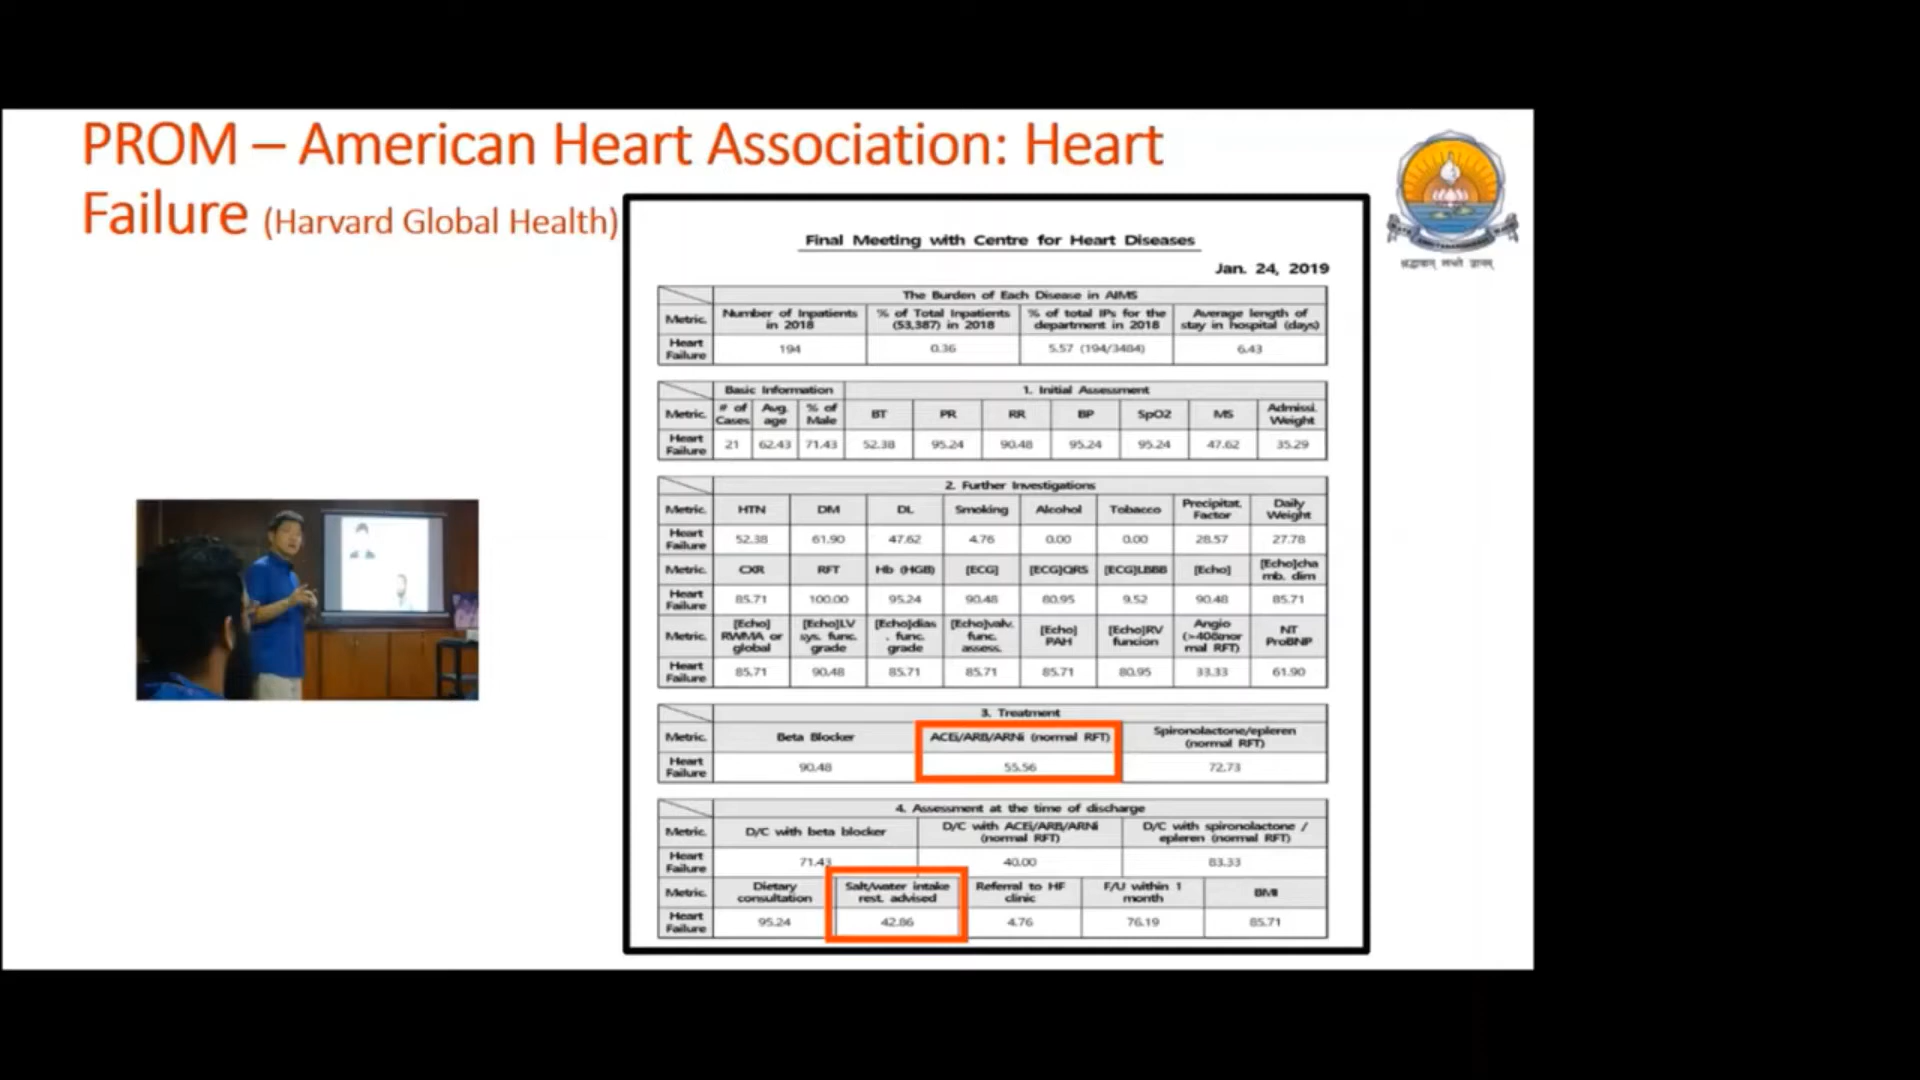 PROM – American Heart Association: Heart
Failure (Harvard Global Health)
Final Meeting with Centre for Heart Diseases
Jan. 24, 2019
The Burden of Each Disease in AIMS
Metric. Number of Inpatients in 2018 % of Total Inpatients (53,387) in 2018 % of total IPs for the department in 2018 Average length of stay in hospital (days)
Heart Failure 194 0.36 5.57 (194/3484) 6.43
Basic Information 1. Initial Assessment
Metric. # of Cases Avg. age % of Male BT PR RR BP SpO2 MS Admissi. Weight
Heart Failure 21 62.43 71.43 52.38 95.24 90.48 95.24 95.24 47.62 35.29
2. Further Investigations
Metric. HTN DM DL Smoking Alcohol Tobacco Precipitat. Factor Daily Weight
Heart Failure 52.38 61.90 47.62 4.76 0.00 0.00 28.57 27.78
Metric. CXR RFT Hb (HGB) [ECG] [ECG]QRS [ECG]LBBB [Echo] [Echo]cha mb. dim
Heart Failure 85.71 100.00 95.24 90.48 80.95 9.52 90.48 85.71
Metric. [Echo] RWMA or global [Echo]LV sys. func. grade [Echo]dias . func. grade [Echo]valv. func. assess. [Echo] PAH [Echo]RV funcion Angio mal RFT) NT ProBNP
Heart Failure 85.71 90.48 85.71 85.71 85.71 80.95 33.33 61.90
3. Treatment
Metric. Beta Blocker ACEi/ARB/ARNi (normal RFT) Spironolactone/epleren (normal RFT)
Heart Failure 90.48 55.56 72.73
4. Assessment at the time of discharge
Metric. D/C with beta blocker D/C with ACEi/ARB/ARNi (normal RFT) D/C with spironolactone / epleren (normal RFT)
Heart Failure 71.43 40.00 83.33
Metric. Dietary consultation Salt/water intake rest. advised Referral to HF clinic F/U within 1 month BMI
Heart Failure 95.24 42.86 4.76 76.19 85.71
श्रद्धावान् लभते ज्ञानम्